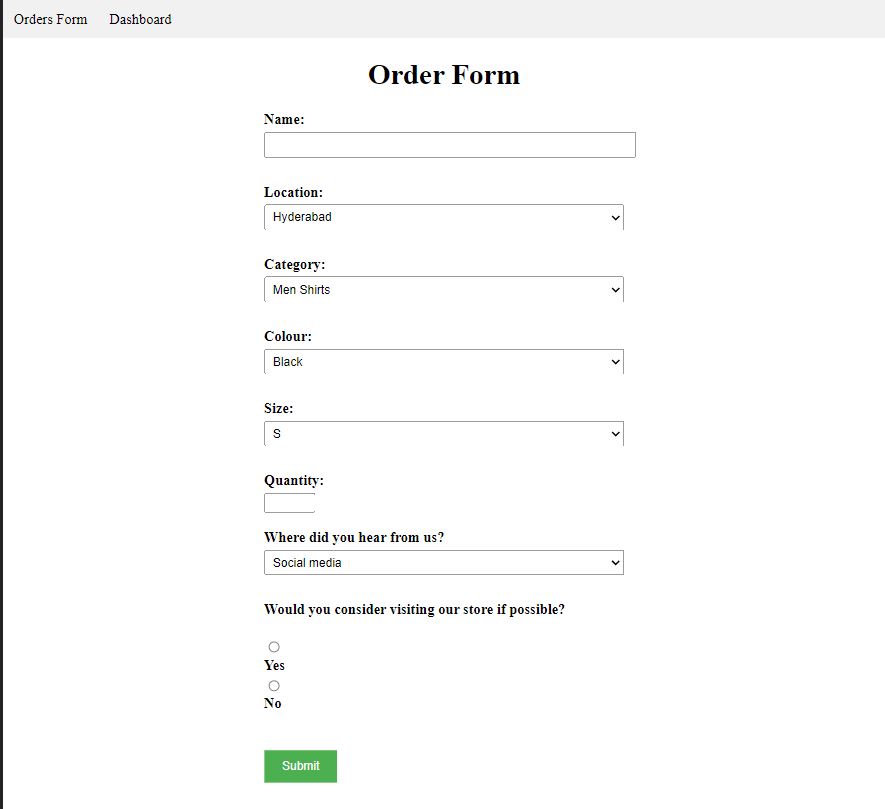 Orders Form Dashboard
Order Form
Name:
Location:
Hyderabad
Category:
Men Shirts
Colour:
Black
Size:
S
Quantity:
Where did you hear from us?
Social media
Would you consider visiting our store if possible?
Yes
No
Submit